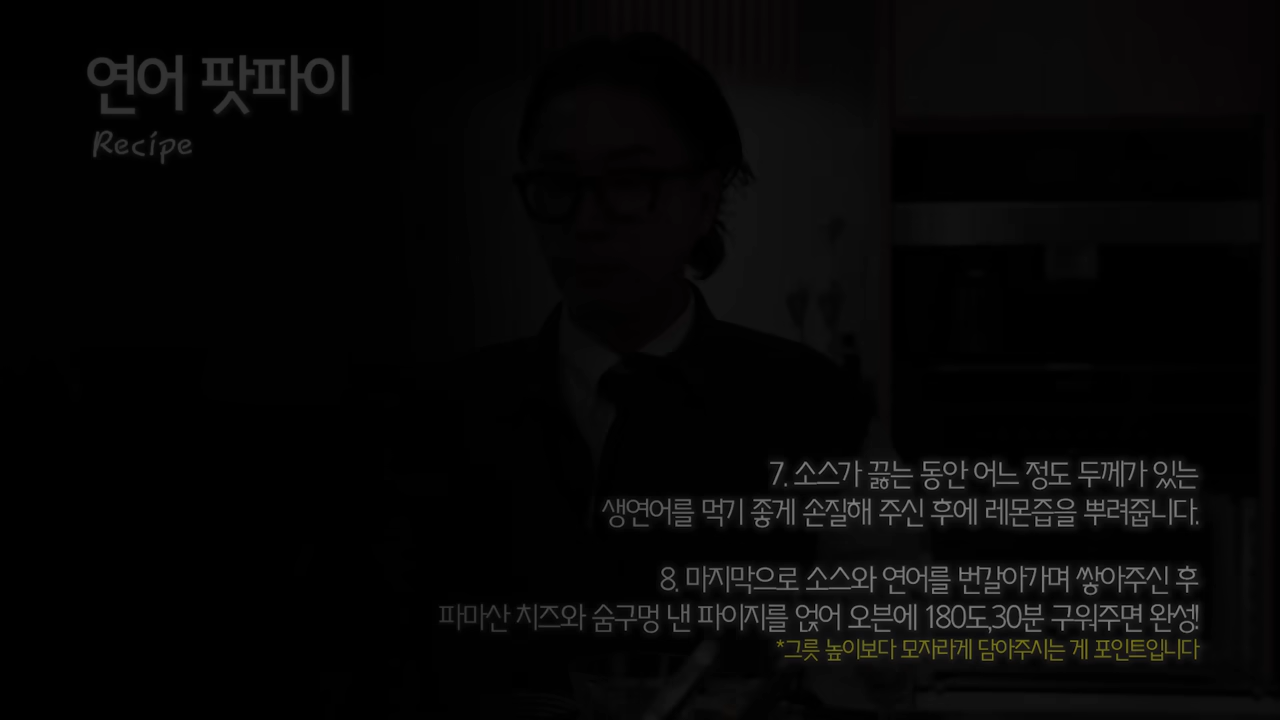 연어 팟파이
Recipe
7. 소스가 끓는 동안 어느 정도 두께가 있는
생연어를 먹기 좋게 손질해 주신 후에 레몬즙을 뿌려줍니다.
8. 마지막으로 소스와 연어를 번갈아가며 쌓아주신 후
파마산 치즈와 숨구멍 낸 파이지를 얹어 오븐에 180도,30분 구워주면 완성!
*그릇 높이보다 모자라게 담아주시는 게 포인트입니다